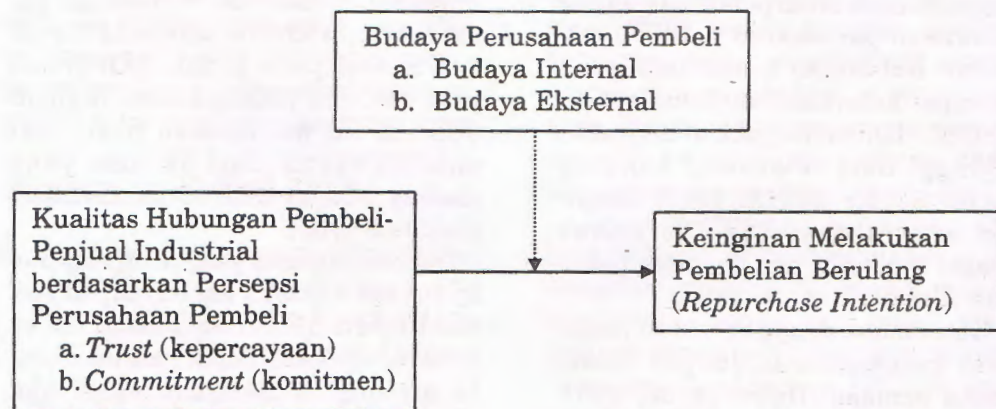 Budaya Perusahaan Pembeli
a. Budaya Internal
b. Budaya Eksternal
Kualitas Hubungan Pembeli-
Penjual Industrial
berdasarkan Persepsi
Perusahaan Pembeli
a. Trust (kepercayaan)
b. Commitment (komitmen)
Keinginan Melakukan
Pembelian Berulang
(Repurchase Intention)